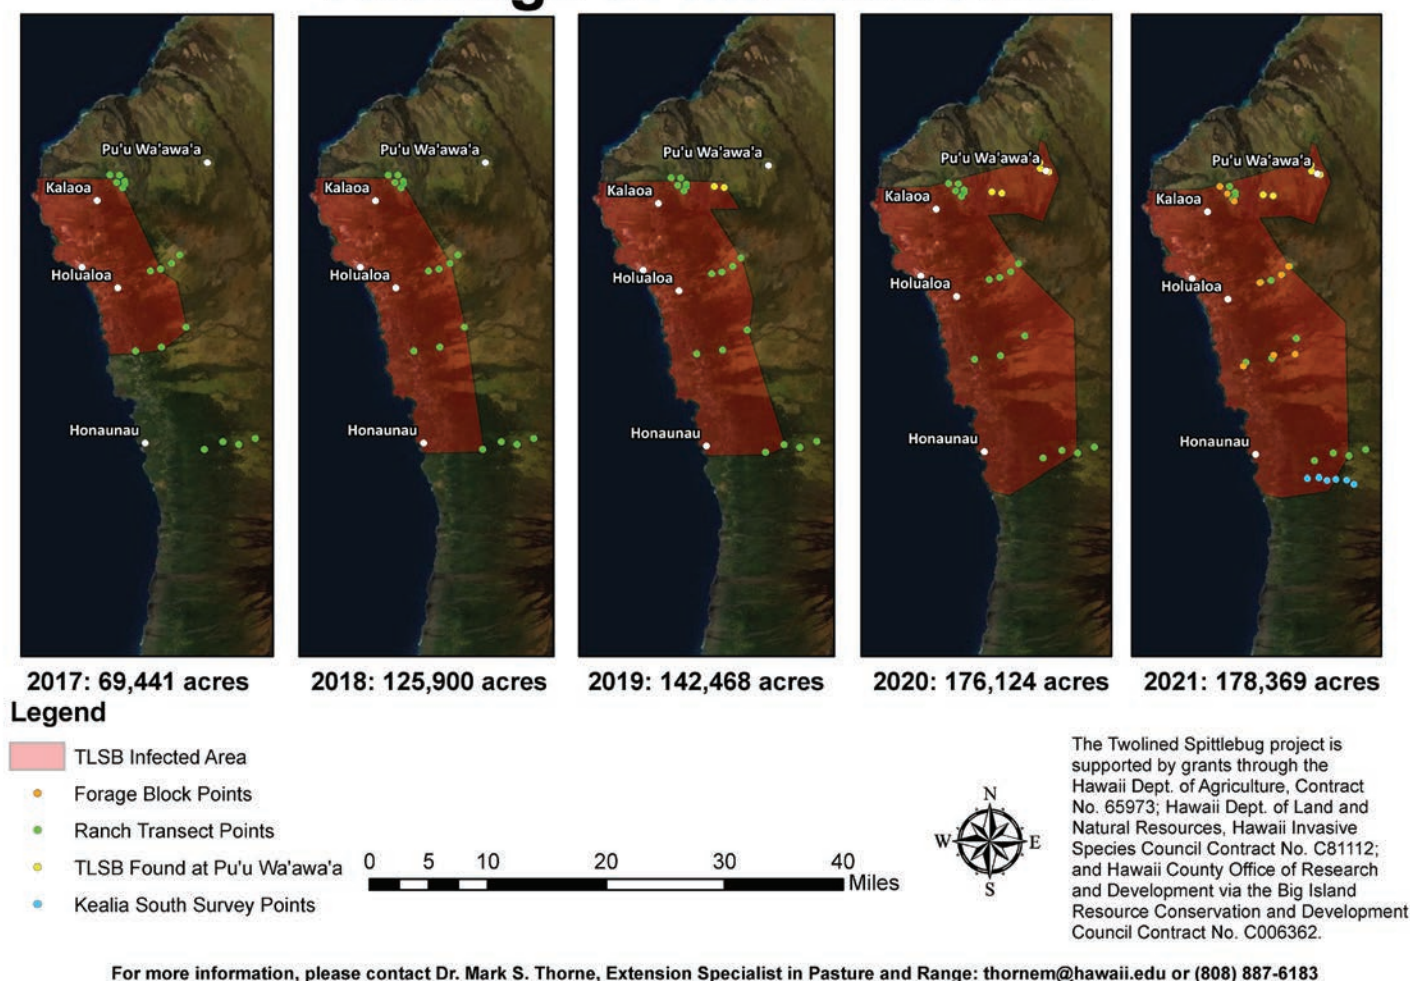 Pu'u Wa'awa'a
Kalaoa
Holualoa
Honaunau
Pu'u Wa'awa'a
Kalaoa
Holualoa
Honaunau
Pu'u Wa'awa'a
Kalaoa
Holualoa
Honaunau
Pu'u Wa'awa'a
Kalaoa
Holualoa
Honaunau
Pu'u Wa'awa'a
Kalaoa
Holualoa
Honaunau
2017: 69,441 acres
2018: 125,900 acres
2019: 142,468 acres
2020: 176,124 acres
2021: 178,369 acres
Legend
TLSB Infected Area
Forage Block Points
Ranch Transect Points
TLSB Found at Pu'u Wa'awa'a
Kealia South Survey Points
0 5 10 20 30 40
Miles
N
W E
S
The Twolined Spittlebug project is
supported by grants through the
Hawaii Dept. of Agriculture, Contract
No. 65973; Hawaii Dept. of Land and
Natural Resources, Hawaii Invasive
Species Council Contract No. C81112;
and Hawaii County Office of Research
and Development via the Big Island
Resource Conservation and Development
Council Contract No. C006362.
For more information, please contact Dr. Mark S. Thorne, Extension Specialist in Pasture and Range: thornem@hawaii.edu or (808) 887-6183